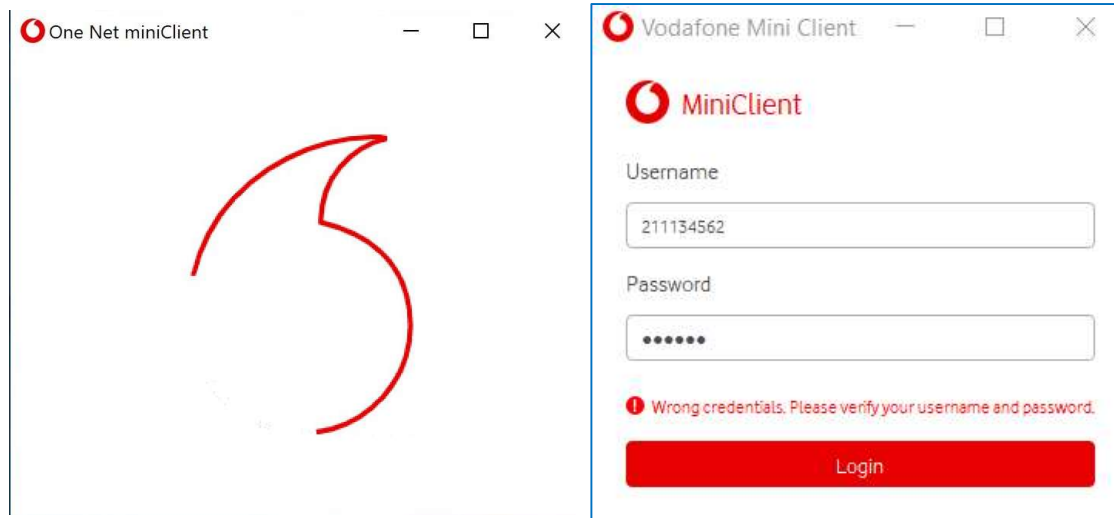 One Net miniClient
Vodafone Mini Client
MiniClient
Username
211134562
Password
●●●●●●
Wrong credentials. Please verify your username and password.
Login